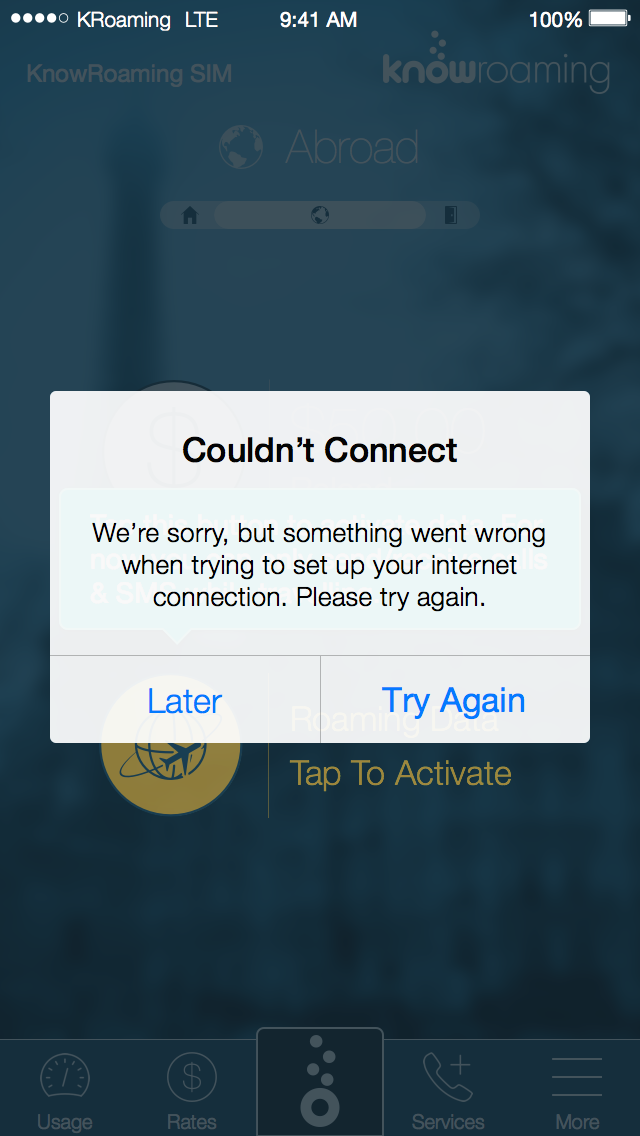 KRoaming LTE 9:41 AM 100%
KnowRoaming SIM knowroaming
Abroad
Couldn’t Connect
We’re sorry, but something went wrong
when trying to set up your internet
connection. Please try again.
Later Try Again
Roaming Data
Tap To Activate
Usage Rates Services More